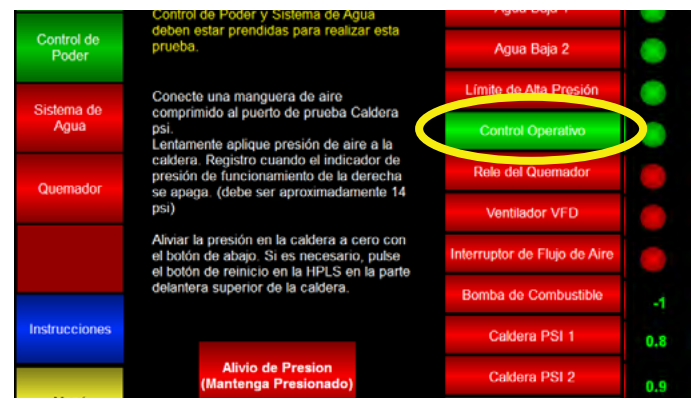 Control de
Poder
Sistema de
Agua
Quemador
Instrucciones
Control de Poder y Sistema de Agua
deben estar prendidas para realizar esta
prueba.
Conecte una manguera de aire
comprimido al puerto de prueba Caldera
psi.
Lentamente aplique presión de aire a la
caldera. Registro cuando el indicador de
presión de funcionamiento de la derecha
se apaga. (debe ser aproximadamente 14
psi)
Aliviar la presión en la caldera a cero con
el botón de abajo. Si es necesario, pulse
el botón de reinicio en la HPLS en la parte
delantera superior de la caldera.
Alivio de Presion
(Mantenga Presionado)
Agua Baja 1
Agua Baja 2
Límite de Alta Presión
Control Operativo
Rele del Quemador
Ventilador VFD
Interruptor de Flujo de Aire
Bomba de Combustible
-1
Caldera PSI 1
0.8
Caldera PSI 2
0.9